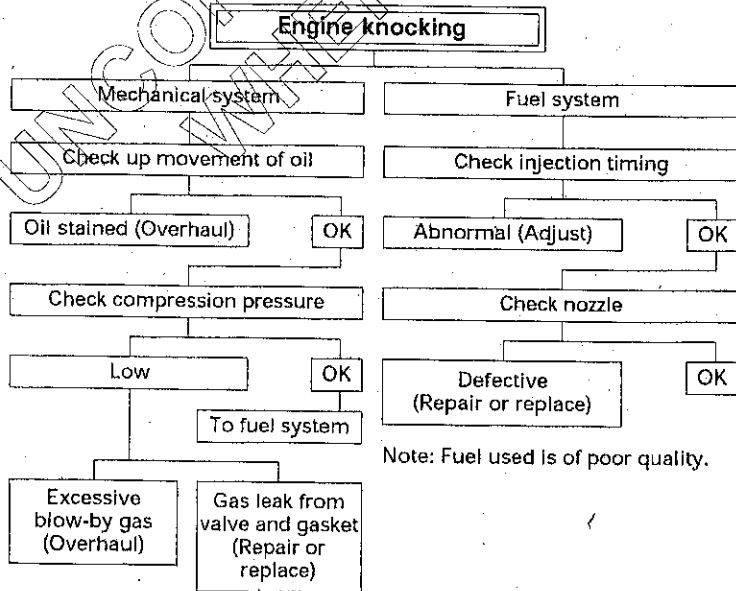 Engine knocking
Mechanical system
Check up movement of oil
Oil stained (Overhaul)
OK
Check compression pressure
Low
OK
To fuel system
Excessive
blow-by gas
(Overhaul)
Gas leak from
valve and gasket
(Repair or
replace)
Fuel system
Check injection timing
Abnormal (Adjust)
OK
Check nozzle
Defective
(Repair or replace)
OK
Note: Fuel used is of poor quality.